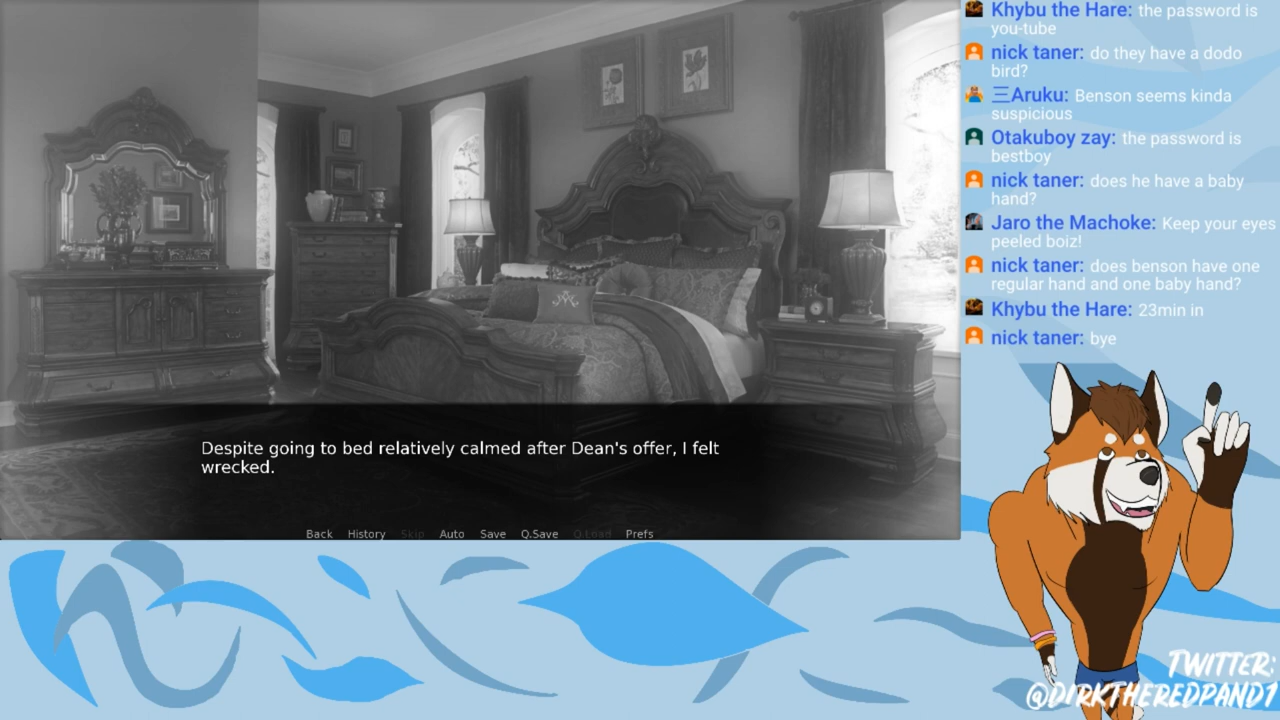 Khybu the Hare: the password is
you-tube
nick taner: do they have a dodo
bird?
三Aruku: Benson seems kinda
suspicious
Otakuboy zay: the password is
bestboy
nick taner: does he have a baby
hand?
Jaro the Machoke: Keep your eyes
peeled boiz!
nick taner: does benson have one
regular hand and one baby hand?
Khybu the Hare: 23min in
nick taner: bye
Despite going to bed relatively calmed after Dean's offer, I felt
wrecked.
Back History Skip Auto Save Q.Save Q.Load Prefs
TWITTER:
@DIRKTHEREDPAND1